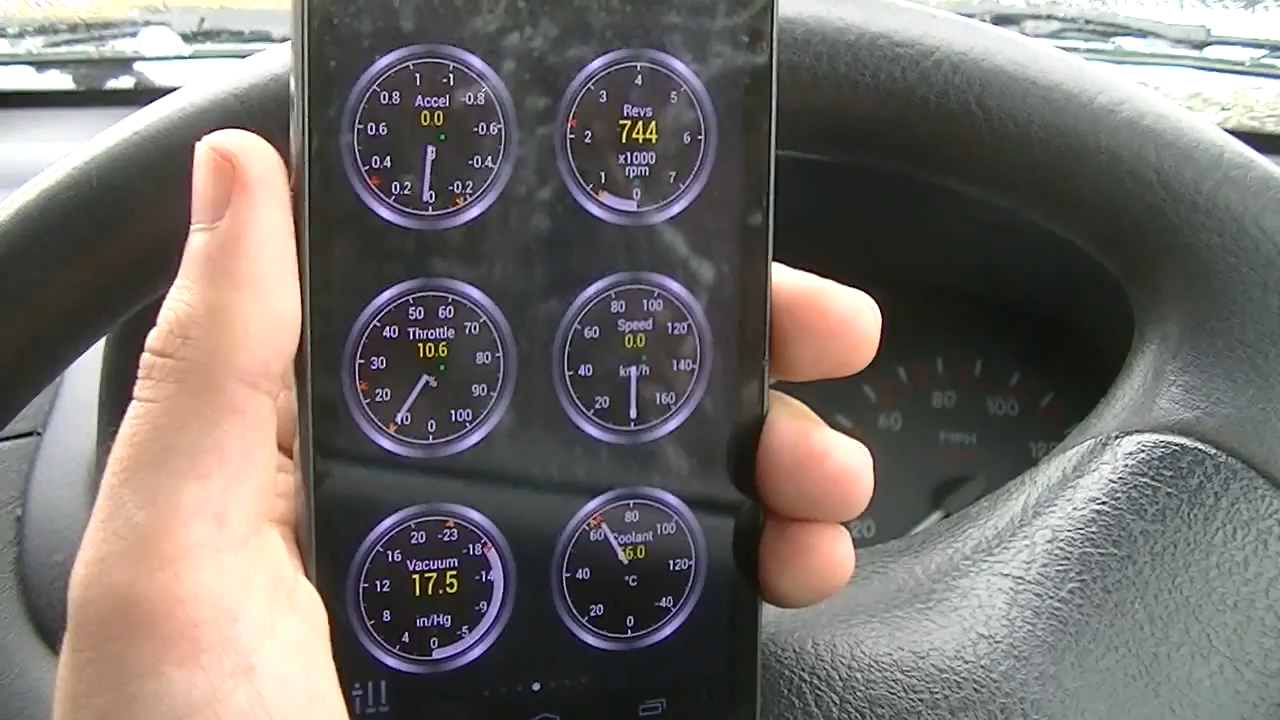 1 -1
0.8 Accel -0.8
0.0
0.6 -0.6
0.4 -0.4
0.2 0 -0.2
4
3 5
Revs
2 744 6
x1000
rpm
1 0 7
50 60
40 Throttle 70
10.6 80
30
%
20 90
10 0 100
80 100
60 Speed 120
0.0
40 km/h 140
20 160
20 -23
16 -18
Vacuum
12 17.5 -14
8 in/Hg -9
4 0 -5
80
60 Coolant 100
66.0
40 °C 120
20 0 -40
60 80 100
MPH
20